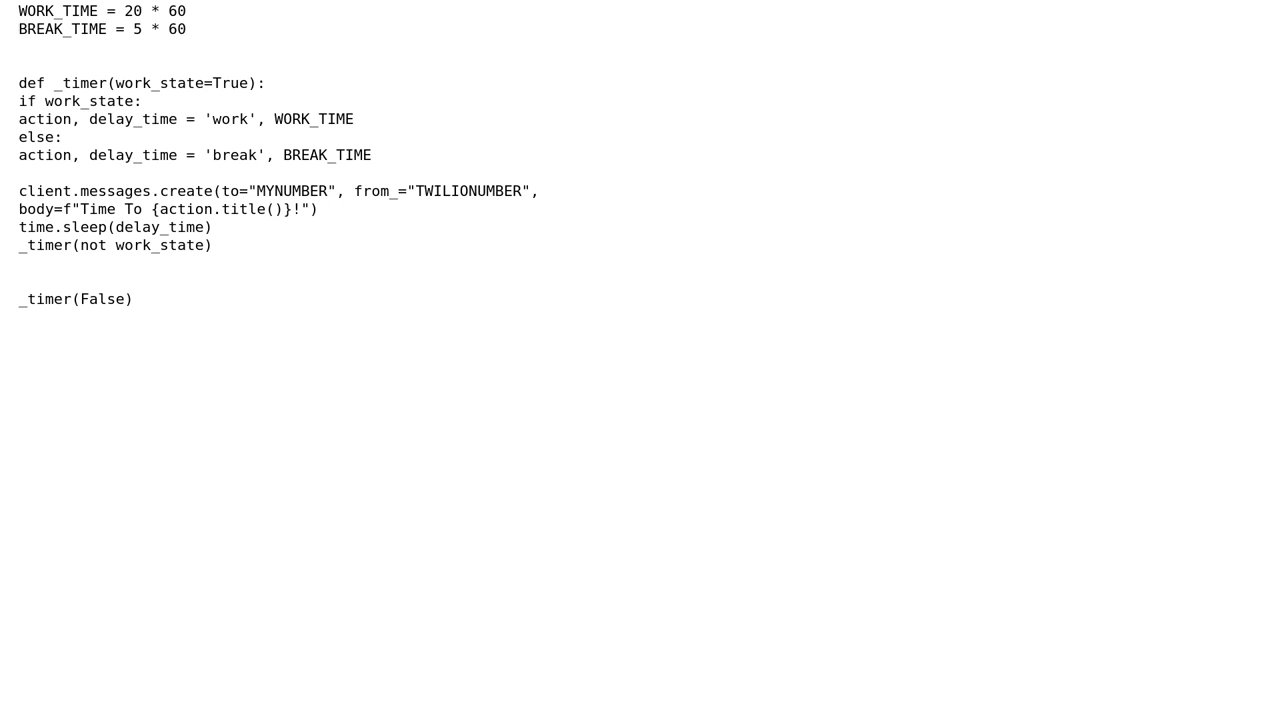 WORK_TIME = 20 * 60
BREAK_TIME = 5 * 60
def _timer(work_state=True):
if work_state:
action, delay_time = 'work', WORK_TIME
else:
action, delay_time = 'break', BREAK_TIME
client.messages.create(to="MYNUMBER", from_="TWILIONUMBER",
body=f"Time To {action.title()}!")
time.sleep(delay_time)
_timer(not work_state)
_timer(False)